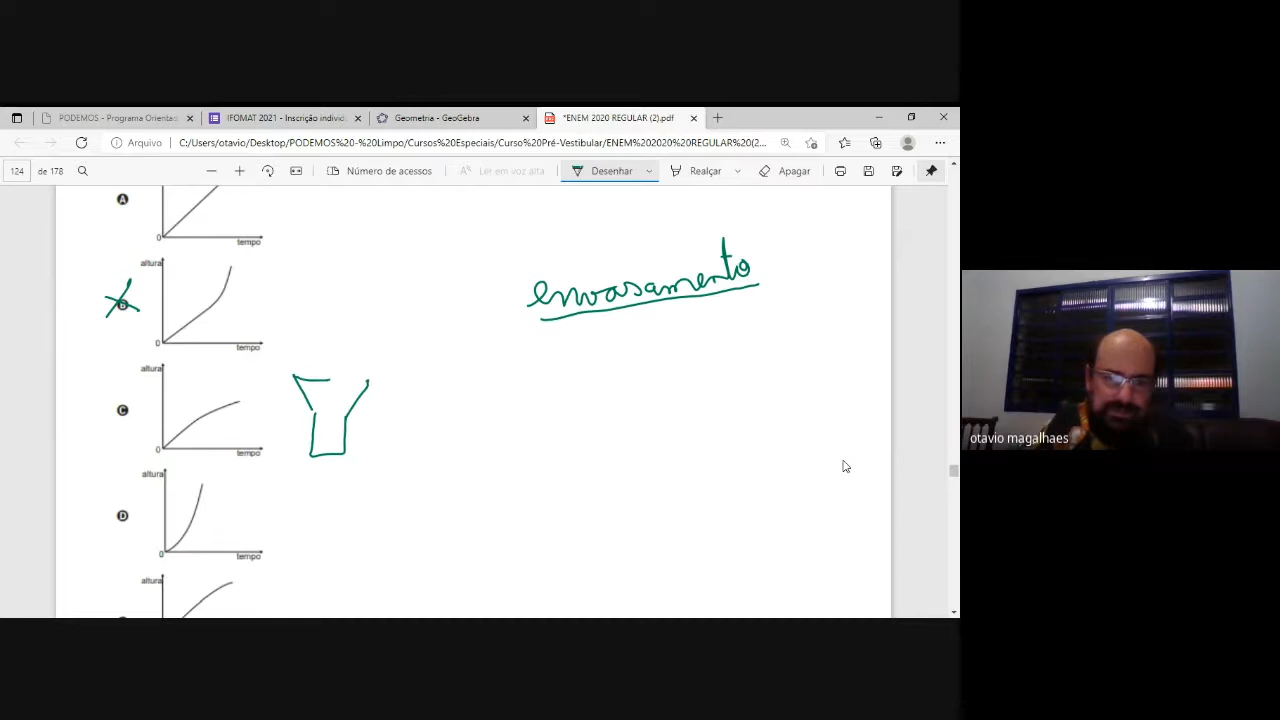 PODEMOS - Programa Orienta
IFOMAT 2021 - Inscrição individ
Geometria - GeoGebra
*ENEM 2020 REGULAR (2).pdf
Arquivo
C:/Users/otavio/Desktop/PODEMOS%20-%20Limpo/Cursos%20Especiais/Curso%20Pré-Vestibular/ENEM%202020%20REGULAR%20(2...
124 de 178
Número de acessos
Ler em voz alta
Desenhar
Realçar
Apagar
A
0 tempo
altura
B
0 tempo
envasamento
altura
C
0 tempo
altura
D
0 tempo
altura
otavio magalhaes